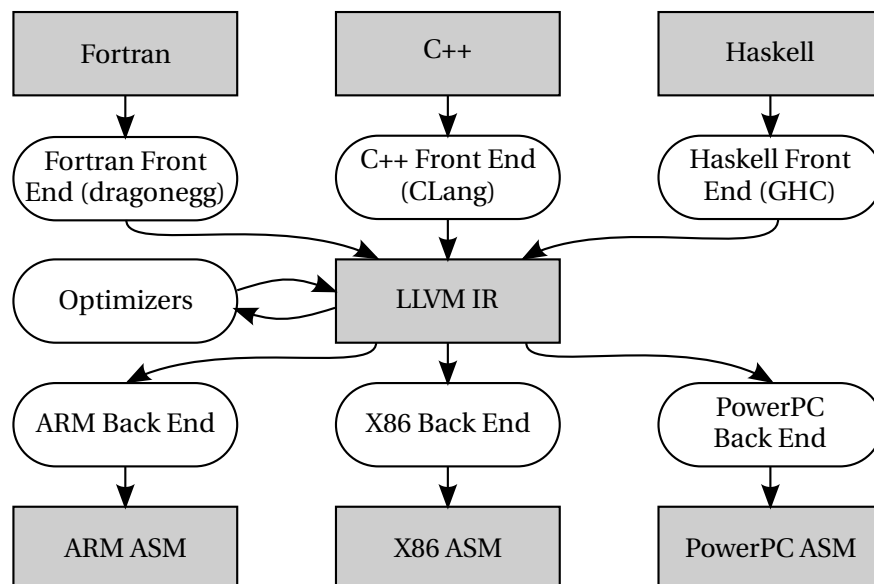 Fortran
C++
Haskell
Fortran Front
End (dragonegg)
C++ Front End
(CLang)
Haskell Front
End (GHC)
Optimizers
LLVM IR
ARM Back End
X86 Back End
PowerPC
Back End
ARM ASM
X86 ASM
PowerPC ASM